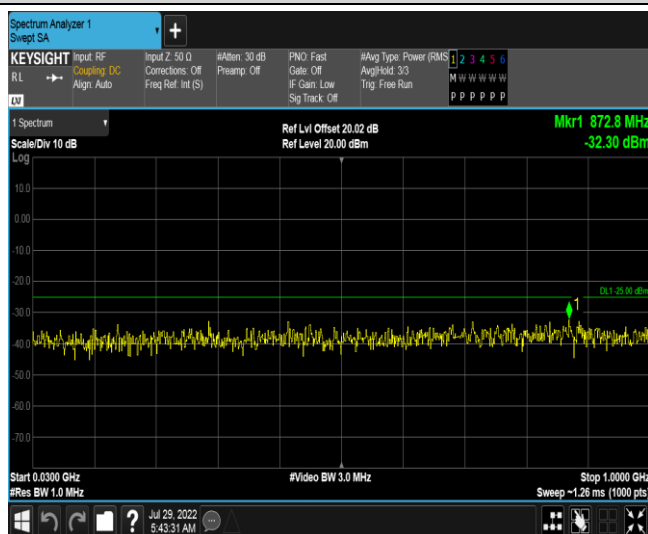 Spectrum Analyzer 1
Swept SA
+
KEYSIGHT
RL
LXI
Input: RF
Coupling: DC
Align: Auto
Input Z: 50 Ω
Corrections: Off
Freq Ref: Int (S)
#Atten: 30 dB
Preamp: Off
PNO: Fast
Gate: Off
IF Gain: Low
Sig Track: Off
#Avg Type: Power (RMS
Avg|Hold: 3/3
Trig: Free Run
1 2 3 4 5 6
M W W W W W
P P P P P P
1 Spectrum
Scale/Div 10 dB
Log
Ref Lvl Offset 20.02 dB
Ref Level 20.00 dBm
Mkr1 872.8 MHz
-32.30 dBm
10.0
0.00
-10.0
-20.0
-30.0
-40.0
-50.0
-60.0
-70.0
DL1 -25.00 dBm
1
Start 0.0300 GHz
#Res BW 1.0 MHz
#Video BW 3.0 MHz
Stop 1.0000 GHz
Sweep ~1.26 ms (1000 pts)
?
Jul 29, 2022
5:43:31 AM